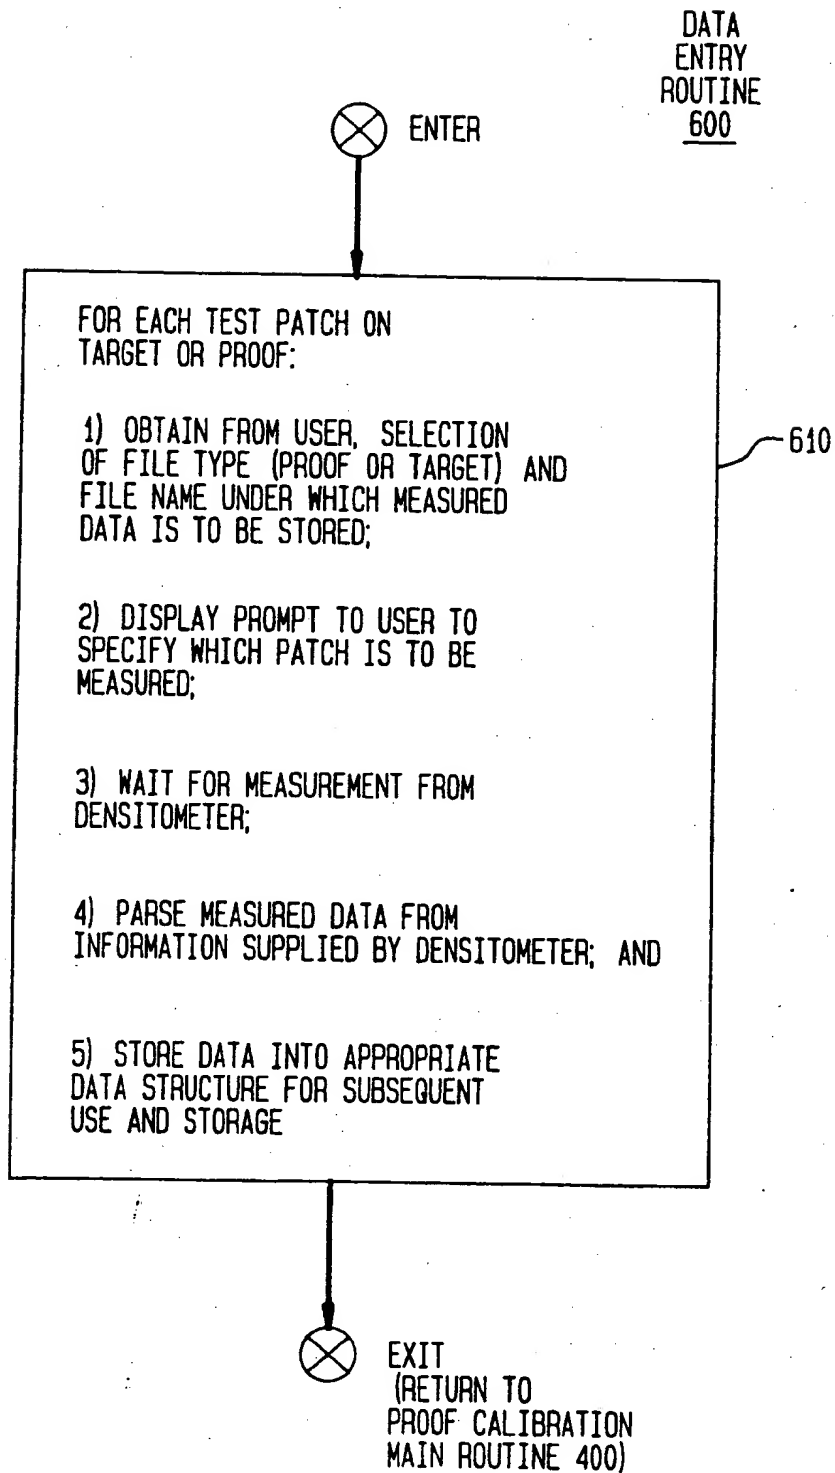 DATA
ENTRY
ROUTINE
600
ENTER
FOR EACH TEST PATCH ON
TARGET OR PROOF:
1) OBTAIN FROM USER, SELECTION
OF FILE TYPE (PROOF OR TARGET) AND
FILE NAME UNDER WHICH MEASURED
DATA IS TO BE STORED;
610
2) DISPLAY PROMPT TO USER TO
SPECIFY WHICH PATCH IS TO BE
MEASURED;
3) WAIT FOR MEASUREMENT FROM
DENSITOMETER;
4) PARSE MEASURED DATA FROM
INFORMATION SUPPLIED BY DENSITOMETER; AND
5) STORE DATA INTO APPROPRIATE
DATA STRUCTURE FOR SUBSEQUENT
USE AND STORAGE
EXIT
(RETURN TO
PROOF CALIBRATION
MAIN ROUTINE 400)